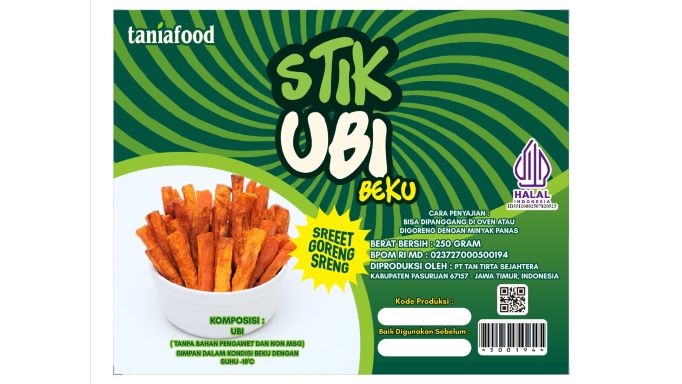 taniafood
STIK
UBI
BEKU
HALAL
INDONESIA
ID35110002507820523
SREEET
GORENG
SRENG
CARA PENYAJIAN :
BISA DIPANGGANG DI OVEN ATAU
DIGORENG DENGAN MINYAK PANAS
BERAT BERSIH : 250 GRAM
BPOM RI MD : 023727000500194
DIPRODUKSI OLEH : PT TAN TIRTA SEJAHTERA
KABUPATEN PASURUAN 67157 - JAWA TIMUR, INDONESIA
KOMPOSISI :
UBI
( TANPA BAHAN PENGAWET DAN NON MSG)
SIMPAN DALAM KONDISI BEKU DENGAN
SUHU -18°C
Kode Produksi :
Baik Digunakan Sebelum :
*500194*